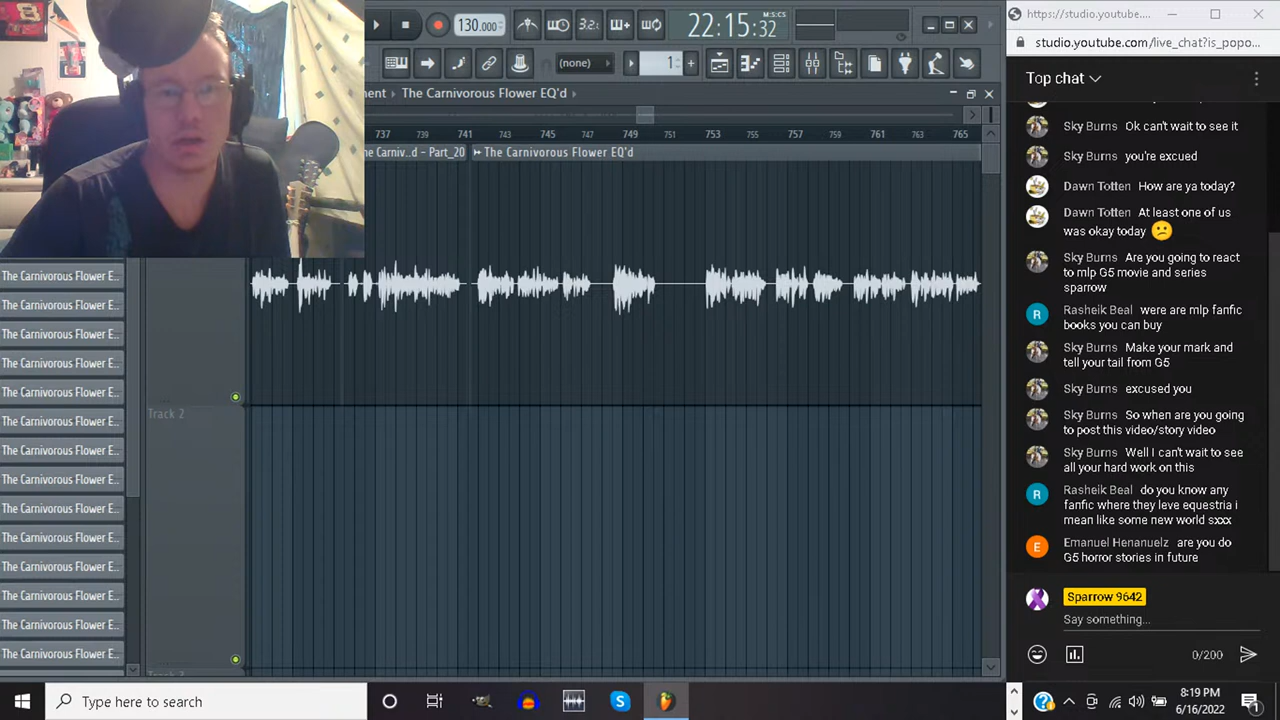 130.000
3.2
22:15:32
M:S:CS
(none)
1
ment
The Carnivorous Flower EQ'd
737
739
741
743
745
747
749
751
753
755
757
759
761
763
765
he Carniv..d - Part_20
The Carnivorous Flower EQ'd
The Carnivorous Flower E..
The Carnivorous Flower E..
The Carnivorous Flower E..
The Carnivorous Flower E..
The Carnivorous Flower E..
The Carnivorous Flower E..
The Carnivorous Flower E..
The Carnivorous Flower E..
The Carnivorous Flower E..
The Carnivorous Flower E..
The Carnivorous Flower E..
The Carnivorous Flower E..
The Carnivorous Flower E..
The Carnivorous Flower E..
Track 2
https://studio.youtube....
studio.youtube.com/live_chat?is_popo...
Top chat
Sky Burns Ok can't wait to see it
Sky Burns you're excued
Dawn Totten How are ya today?
Dawn Totten At least one of us
was okay today
Sky Burns Are you going to
react to mlp G5 movie and series
sparrow
Rasheik Beal were are mlp fanfic
books you can buy
Sky Burns Make your mark and
tell your tail from G5
Sky Burns excused you
Sky Burns So when are you going
to post this video/story video
Sky Burns Well I can't wait to see
all your hard work on this
Rasheik Beal do you know any
fanfic where they leve equestria i
mean like some new world sxxx
Emanuel Henanuelz are you do
G5 horror stories in future
Sparrow 9642
Say something...
0/200
Type here to search
8:19 PM
6/16/2022
1